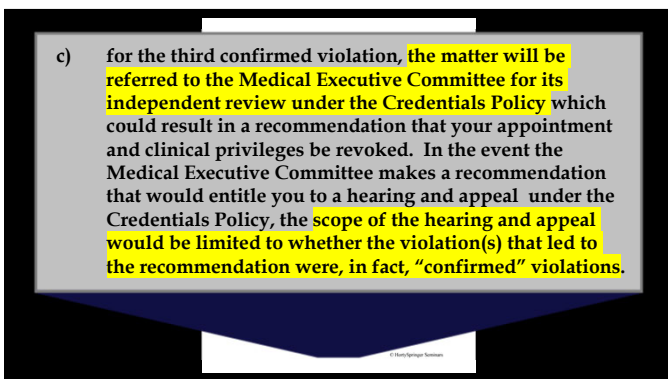 c) for the third confirmed violation, the matter will be
referred to the Medical Executive Committee for its
independent review under the Credentials Policy which
could result in a recommendation that your appointment
and clinical privileges be revoked. In the event the
Medical Executive Committee makes a recommendation
that would entitle you to a hearing and appeal under the
Credentials Policy, the scope of the hearing and appeal
would be limited to whether the violation(s) that led to
the recommendation were, in fact, “confirmed” violations.
© HortySpringer Seminars